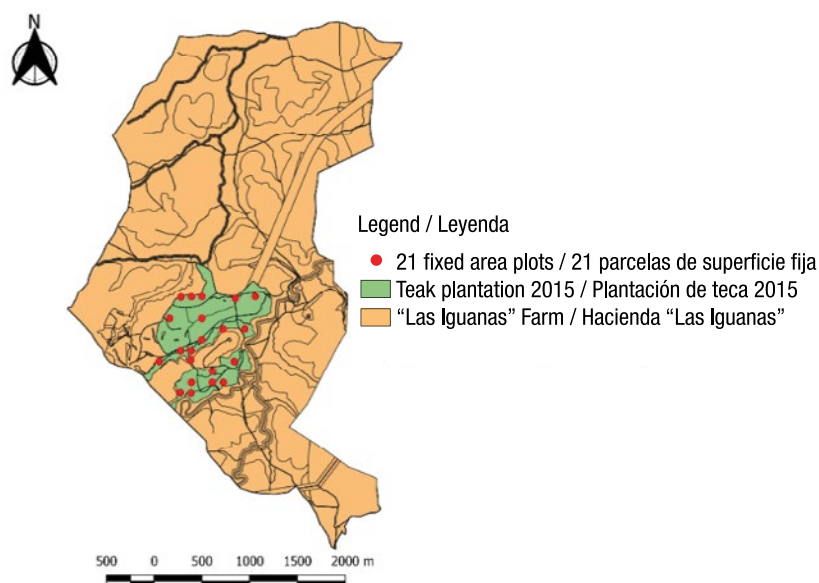 N
Legend / Leyenda
21 fixed area plots / 21 parcelas de superficie fija
Teak plantation 2015 / Plantación de teca 2015
“Las Iguanas” Farm / Hacienda “Las Iguanas”
500 0 500 1000 1500 2000 m